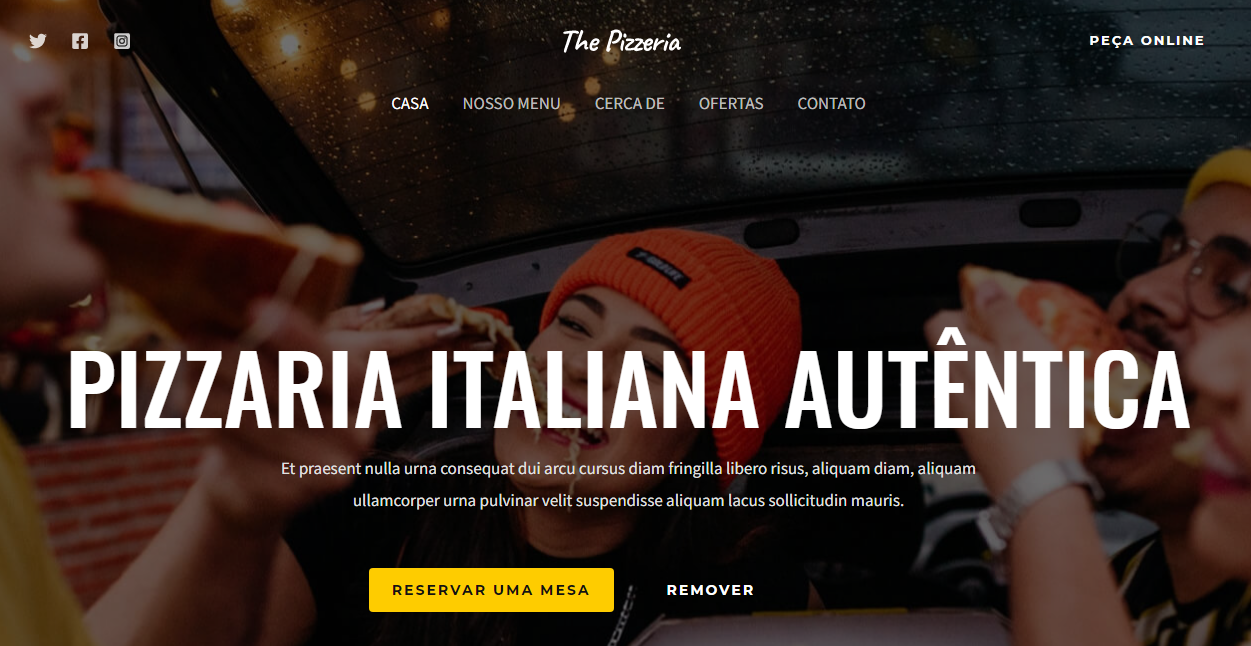 The Pizzeria
PEÇA ONLINE
CASA NOSSO MENU CERCA DE OFERTAS CONTATO
PIZZARIA ITALIANA AUTÊNTICA
Et praesent nulla urna consequat dui arcu cursus diam fringilla libero risus, aliquam diam, aliquam
ullamcorper urna pulvinar velit suspendisse aliquam lacus sollicitudin mauris.
RESERVAR UMA MESA REMOVER